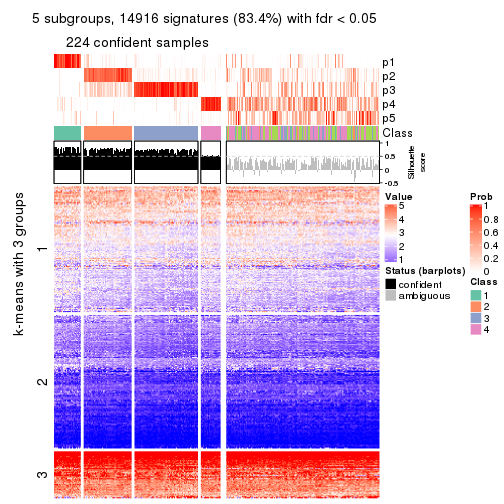 5 subgroups, 14916 signatures (83.4%) with fdr < 0.05
224 confident samples
p1
p2
p3
p4
p5
Class
1
0.5
0
-0.5
Silhouette
score
k-means with 3 groups
1
2
3
Value
5
4
3
2
1
Status (barplots)
confident
ambiguous
Prob
1
0.8
0.6
0.4
0.2
0
Class
1
2
3
4